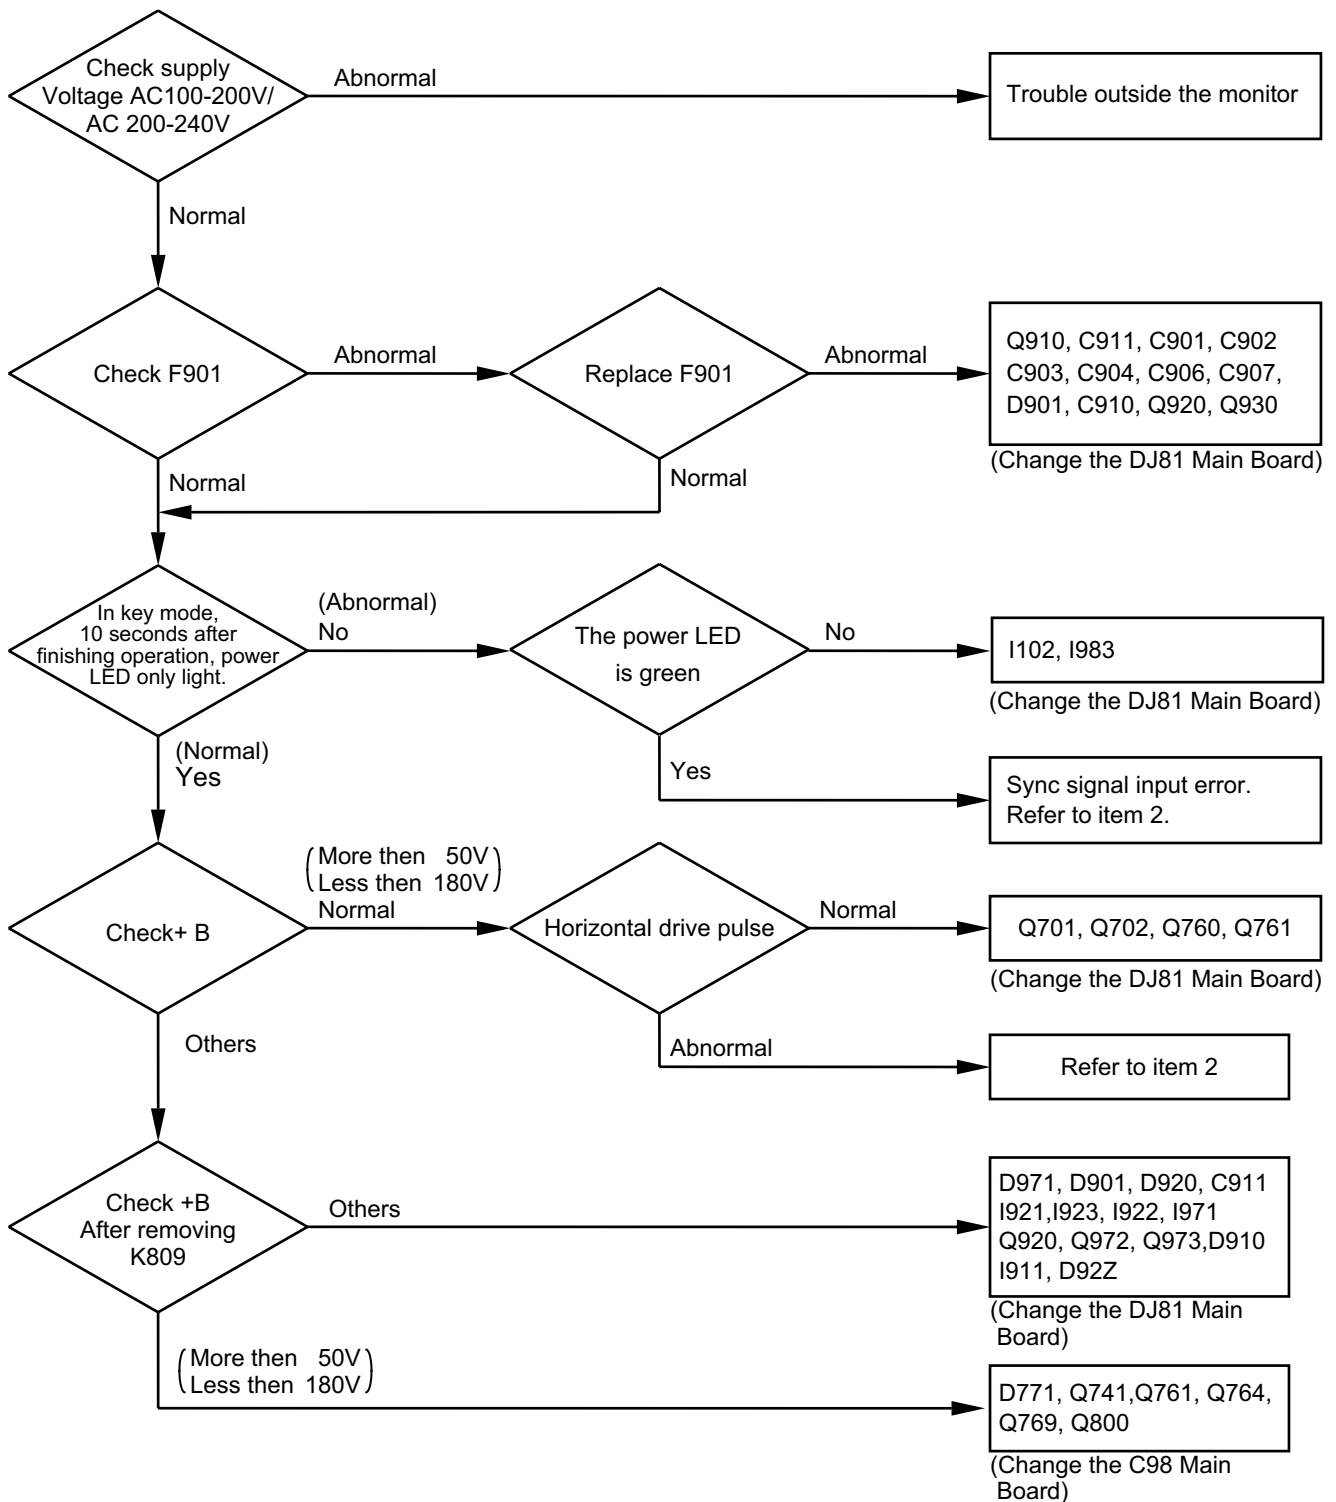 Check supply
Voltage AC100-200V/
AC 200-240V
Abnormal
Trouble outside the monitor
Normal
Check F901
Abnormal
Replace F901
Abnormal
Q910, C911, C901, C902
C903, C904, C906, C907,
D901, C910, Q920, Q930
(Change the DJ81 Main Board)
Normal
Normal
In key mode,
10 seconds after
finishing operation, power
LED only light.
(Abnormal)
No
The power LED
is green
No
I102, I983
(Change the DJ81 Main Board)
(Normal)
Yes
Yes
Sync signal input error.
Refer to item 2.
Check+ B
(More then 50V)
(Less then 180V)
Normal
Horizontal drive pulse
Normal
Q701, Q702, Q760, Q761
(Change the DJ81 Main Board)
Others
Abnormal
Refer to item 2
Check +B
After removing
K809
Others
D971, D901, D920, C911
I921,I923, I922, I971
Q920, Q972, Q973,D910
I911, D92Z
(Change the DJ81 Main
Board)
(More then 50V)
(Less then 180V)
D771, Q741,Q761, Q764,
Q769, Q800
(Change the C98 Main
Board)